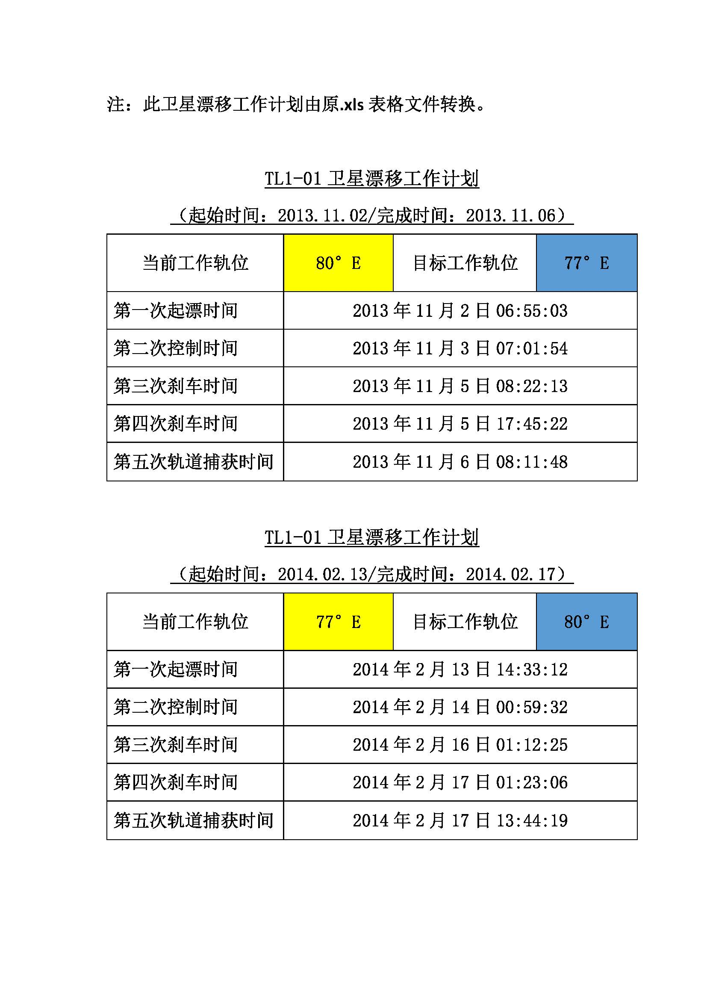 注：此卫星漂移工作计划由原.xls 表格文件转换。
TL1-01 卫星漂移工作计划
（起始时间：2013.11.02/完成时间：2013.11.06）
当前工作轨位 80° E 目标工作轨位 77° E
第一次起漂时间 2013 年 11 月 2 日 06:55:03
第二次控制时间 2013 年 11 月 3 日 07:01:54
第三次刹车时间 2013 年 11 月 5 日 08:22:13
第四次刹车时间 2013 年 11 月 5 日 17:45:22
第五次轨道捕获时间 2013 年 11 月 6 日 08:11:48
TL1-01 卫星漂移工作计划
（起始时间：2014.02.13/完成时间：2014.02.17）
当前工作轨位 77° E 目标工作轨位 80° E
第一次起漂时间 2014 年 2 月 13 日 14:33:12
第二次控制时间 2014 年 2 月 14 日 00:59:32
第三次刹车时间 2014 年 2 月 16 日 01:12:25
第四次刹车时间 2014 年 2 月 17 日 01:23:06
第五次轨道捕获时间 2014 年 2 月 17 日 13:44:19